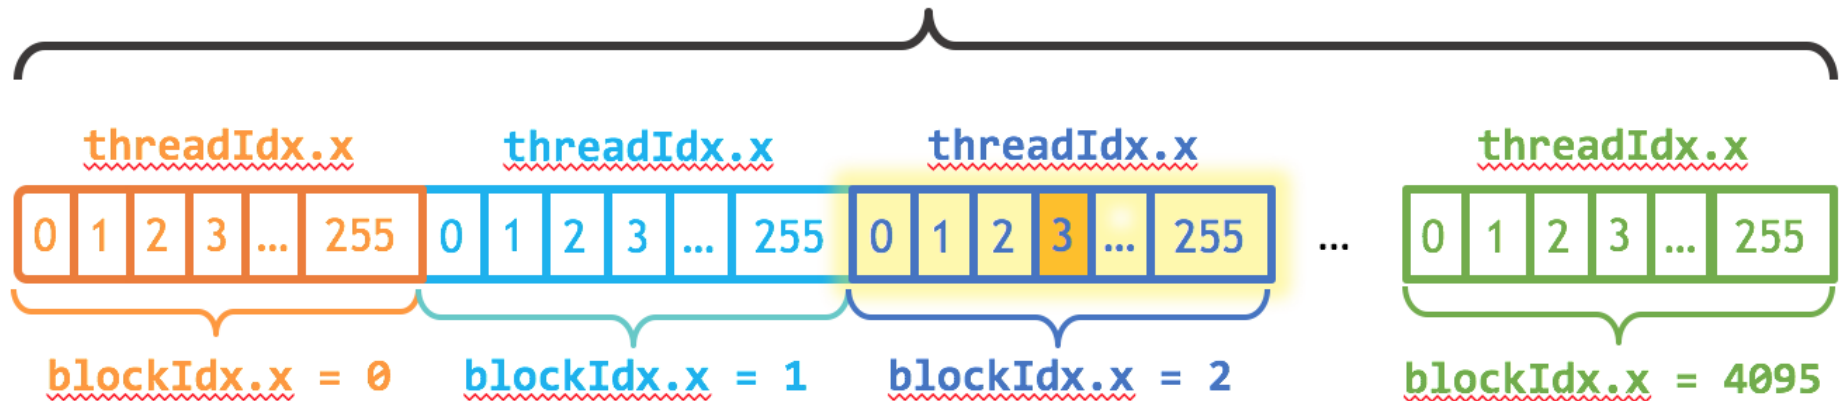 threadIdx.x threadIdx.x threadIdx.x threadIdx.x
0 1 2 3 ... 255 0 1 2 3 ... 255 0 1 2 3 ... 255 ... 0 1 2 3 ... 255
blockIdx.x = 0 blockIdx.x = 1 blockIdx.x = 2 blockIdx.x = 4095